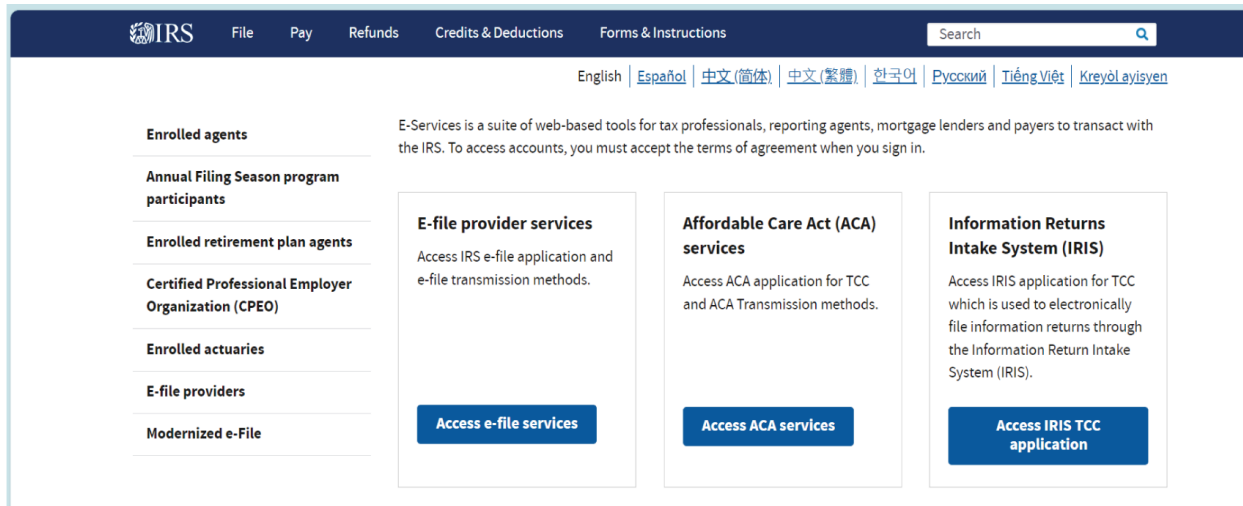 IRS
File
Pay
Refunds
Credits & Deductions
Forms & Instructions
Search
English | Español | 中文 (简体) | 中文 (繁體) | 한국어 | Русский | Tiếng Việt | Kreyòl ayisyen
Enrolled agents
Annual Filing Season program
participants
Enrolled retirement plan agents
Certified Professional Employer
Organization (CPEO)
Enrolled actuaries
E-file providers
Modernized e-File
E-Services is a suite of web-based tools for tax professionals, reporting agents, mortgage lenders and payers to transact with
the IRS. To access accounts, you must accept the terms of agreement when you sign in.
E-file provider services
Access IRS e-file application and
e-file transmission methods.
Access e-file services
Affordable Care Act (ACA)
services
Access ACA application for TCC
and ACA Transmission methods.
Access ACA services
Information Returns
Intake System (IRIS)
Access IRIS application for TCC
which is used to electronically
file information returns through
the Information Return Intake
System (IRIS).
Access IRIS TCC
application